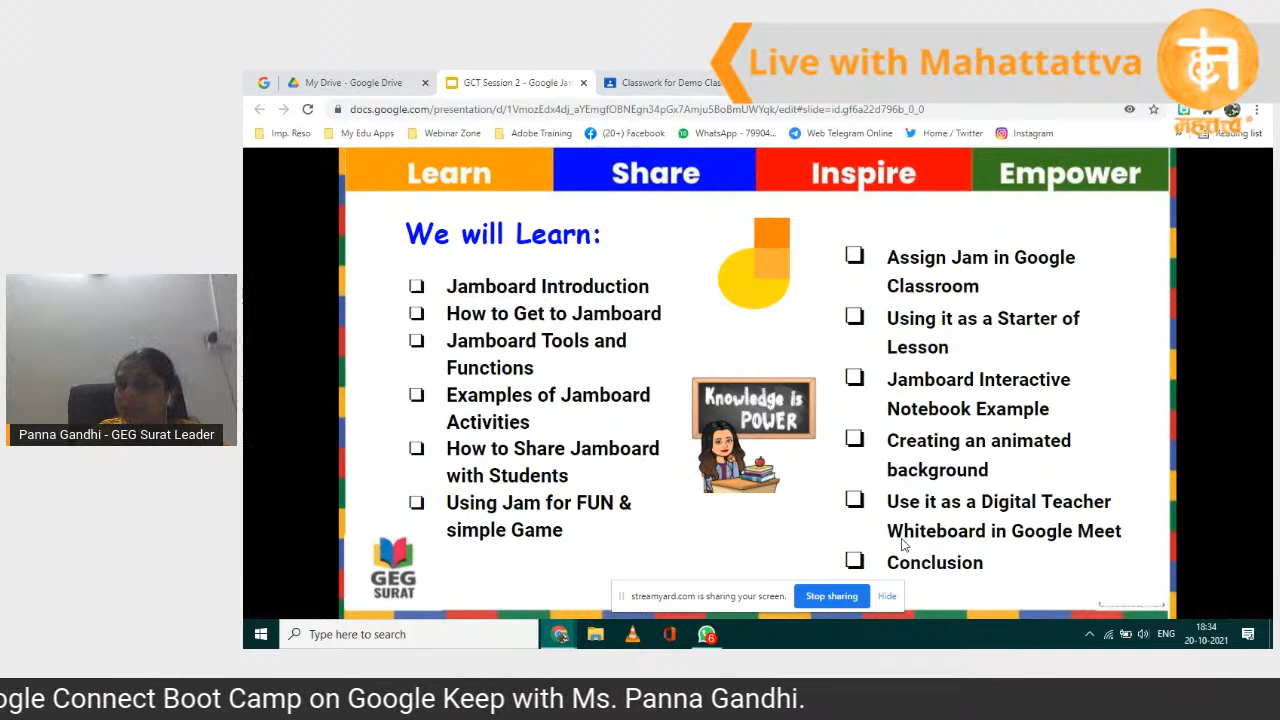 Live with Mahattattva
महतत्त्व
My Drive - Google Drive
GCT Session 2 - Google Jam
Classwork for Demo Clas
docs.google.com/presentation/d/1VmozEdx4dj_aYEmgfOBNEgn34pGx7Amju5BoBmUWYqk/edit#slide=id.gf6a22d796b_0_0
Imp. Reso
My Edu Apps
Webinar Zone
Adobe Training
(20+) Facebook
WhatsApp - 79904...
Web Telegram Online
Home / Twitter
Instagram
Reading list
Learn
Share
Inspire
Empower
We will Learn:
Jamboard Introduction
How to Get to Jamboard
Jamboard Tools and
Functions
Examples of Jamboard
Activities
How to Share Jamboard
with Students
Using Jam for FUN &
simple Game
Knowledge is
POWER
Assign Jam in Google
Classroom
Using it as a Starter of
Lesson
Jamboard Interactive
Notebook Example
Creating an animated
background
Use it as a Digital Teacher
Whiteboard in Google Meet
Conclusion
GEG
SURAT
Panna Gandhi - GEG Surat Leader
streamyard.com is sharing your screen.
Stop sharing
Hide
Type here to search
6
ENG
18:34
20-10-2021
ogle Connect Boot Camp on Google Keep with Ms. Panna Gandhi.